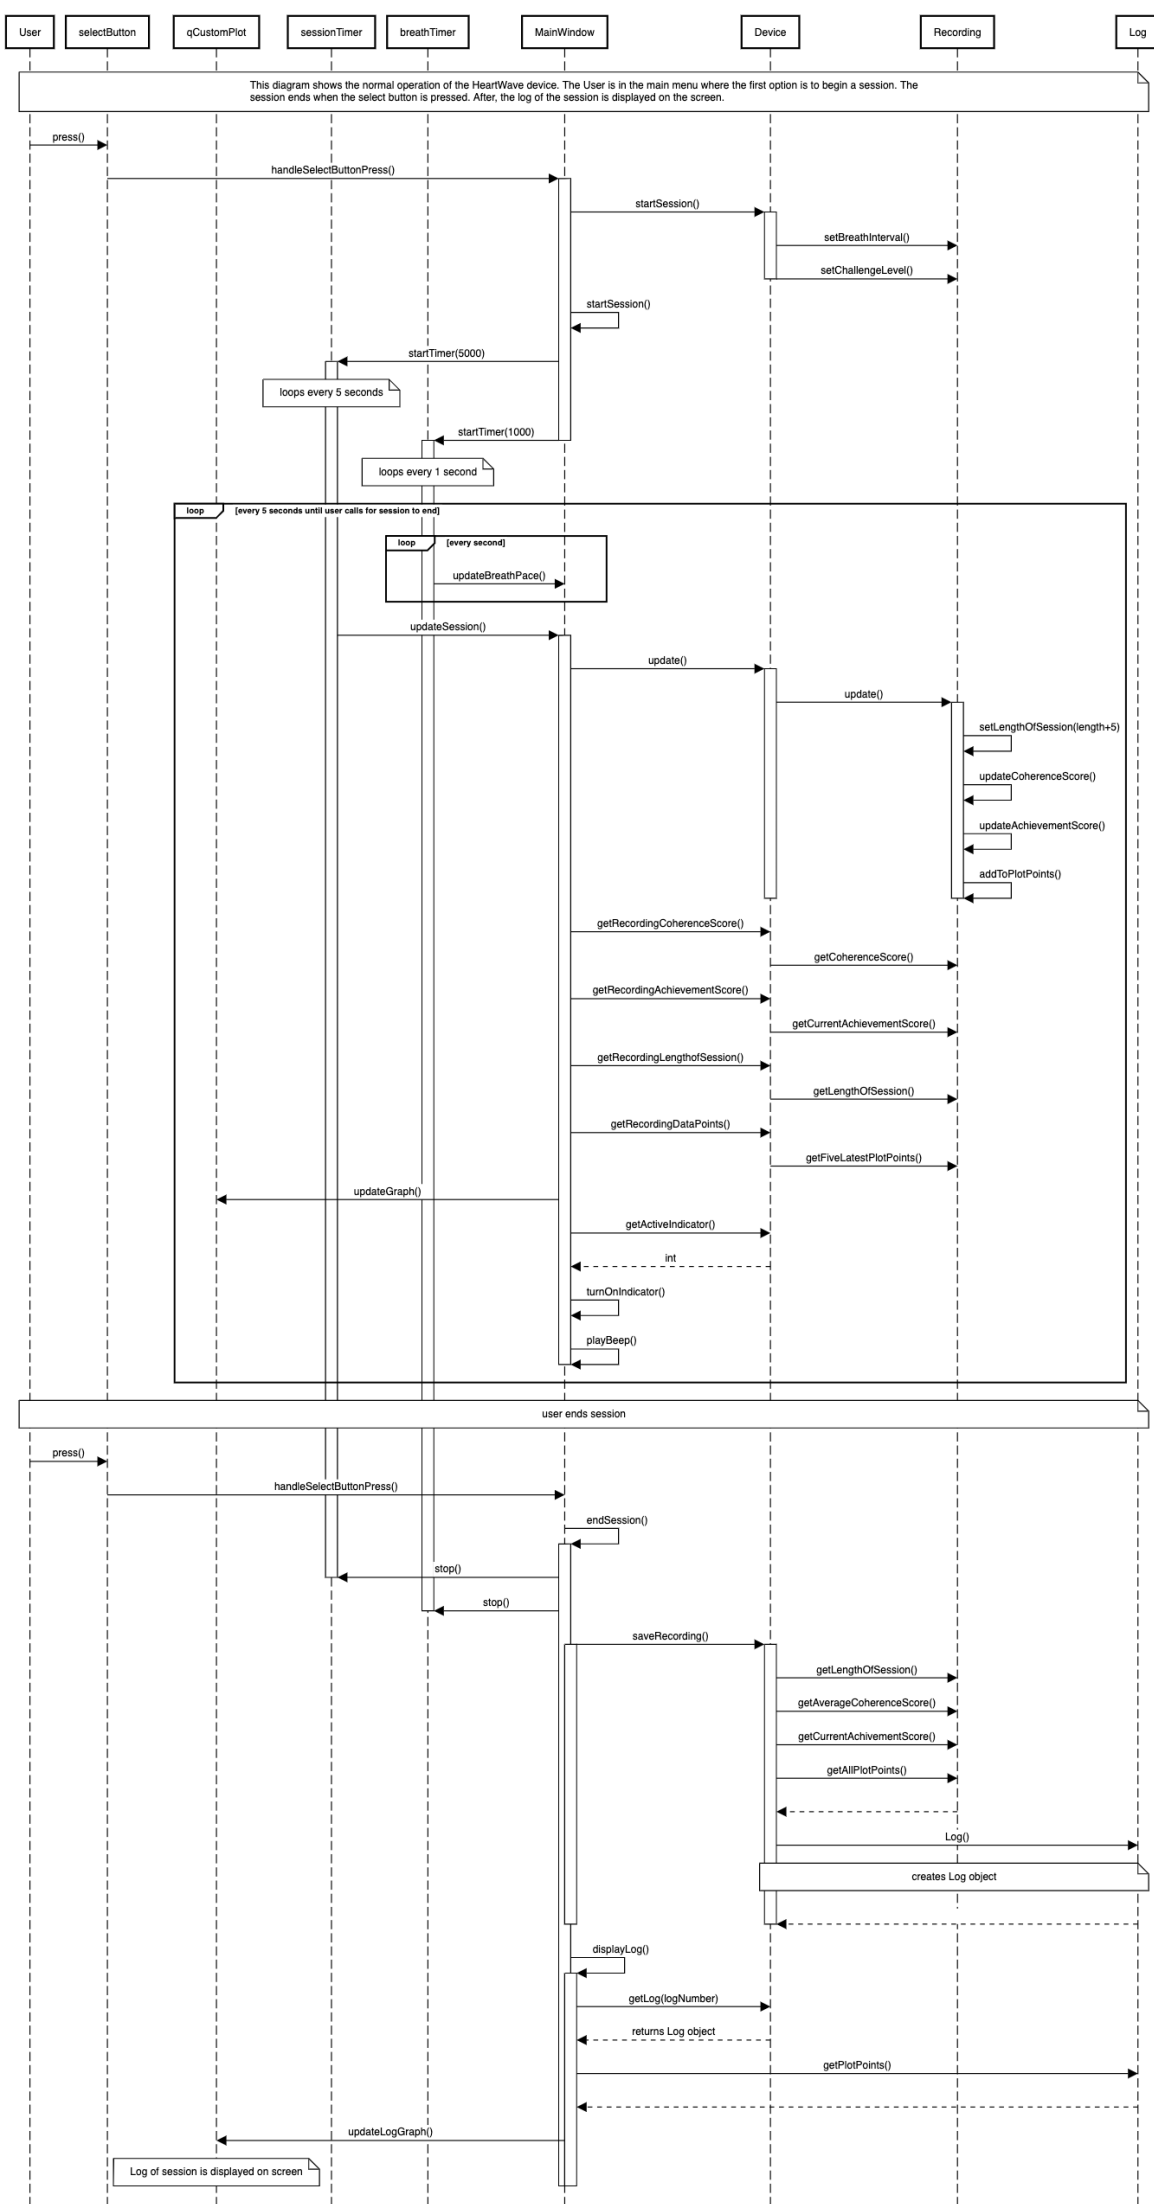 User
selectButton
qCustomPlot
sessionTimer
breathTimer
MainWindow
Device
Recording
Log
This diagram shows the normal operation of the HeartWave device. The User is in the main menu where the first option is to begin a session. The
session ends when the select button is pressed. After, the log of the session is displayed on the screen.
press()
handleSelectButtonPress()
startSession()
setBreathInterval()
setChallengeLevel()
startSession()
startTimer(5000)
loops every 5 seconds
startTimer(1000)
loops every 1 second
loop
[every 5 seconds until user calls for session to end]
loop
[every second]
updateBreathPace()
updateSession()
update()
update()
setLengthOfSession(length+5)
updateCoherenceScore()
updateAchievementScore()
addToPlotPoints()
getRecordingCoherenceScore()
getCoherenceScore()
getRecordingAchievementScore()
getCurrentAchievementScore()
getRecordingLengthofSession()
getLengthOfSession()
getRecordingDataPoints()
getFiveLatestPlotPoints()
updateGraph()
getActiveIndicator()
int
turnOnIndicator()
playBeep()
user ends session
press()
handleSelectButtonPress()
endSession()
stop()
stop()
saveRecording()
getLengthOfSession()
getAverageCoherenceScore()
getCurrentAchivementScore()
getAllPlotPoints()
Log()
creates Log object
displayLog()
getLog(logNumber)
returns Log object
getPlotPoints()
updateLogGraph()
Log of session is displayed on screen